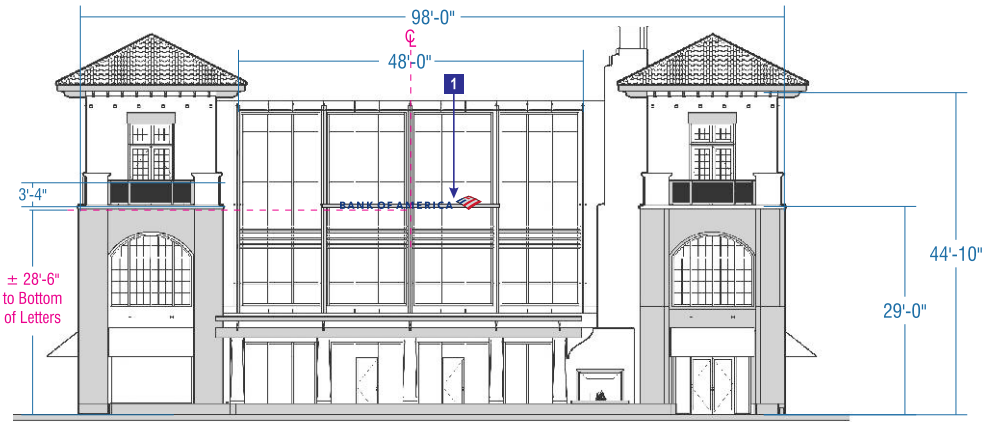 98'-0"
℄
48'-0"
1
3'-4"
BANK OF AMERICA
44'-10"
± 28'-6"
to Bottom
of Letters
29'-0"